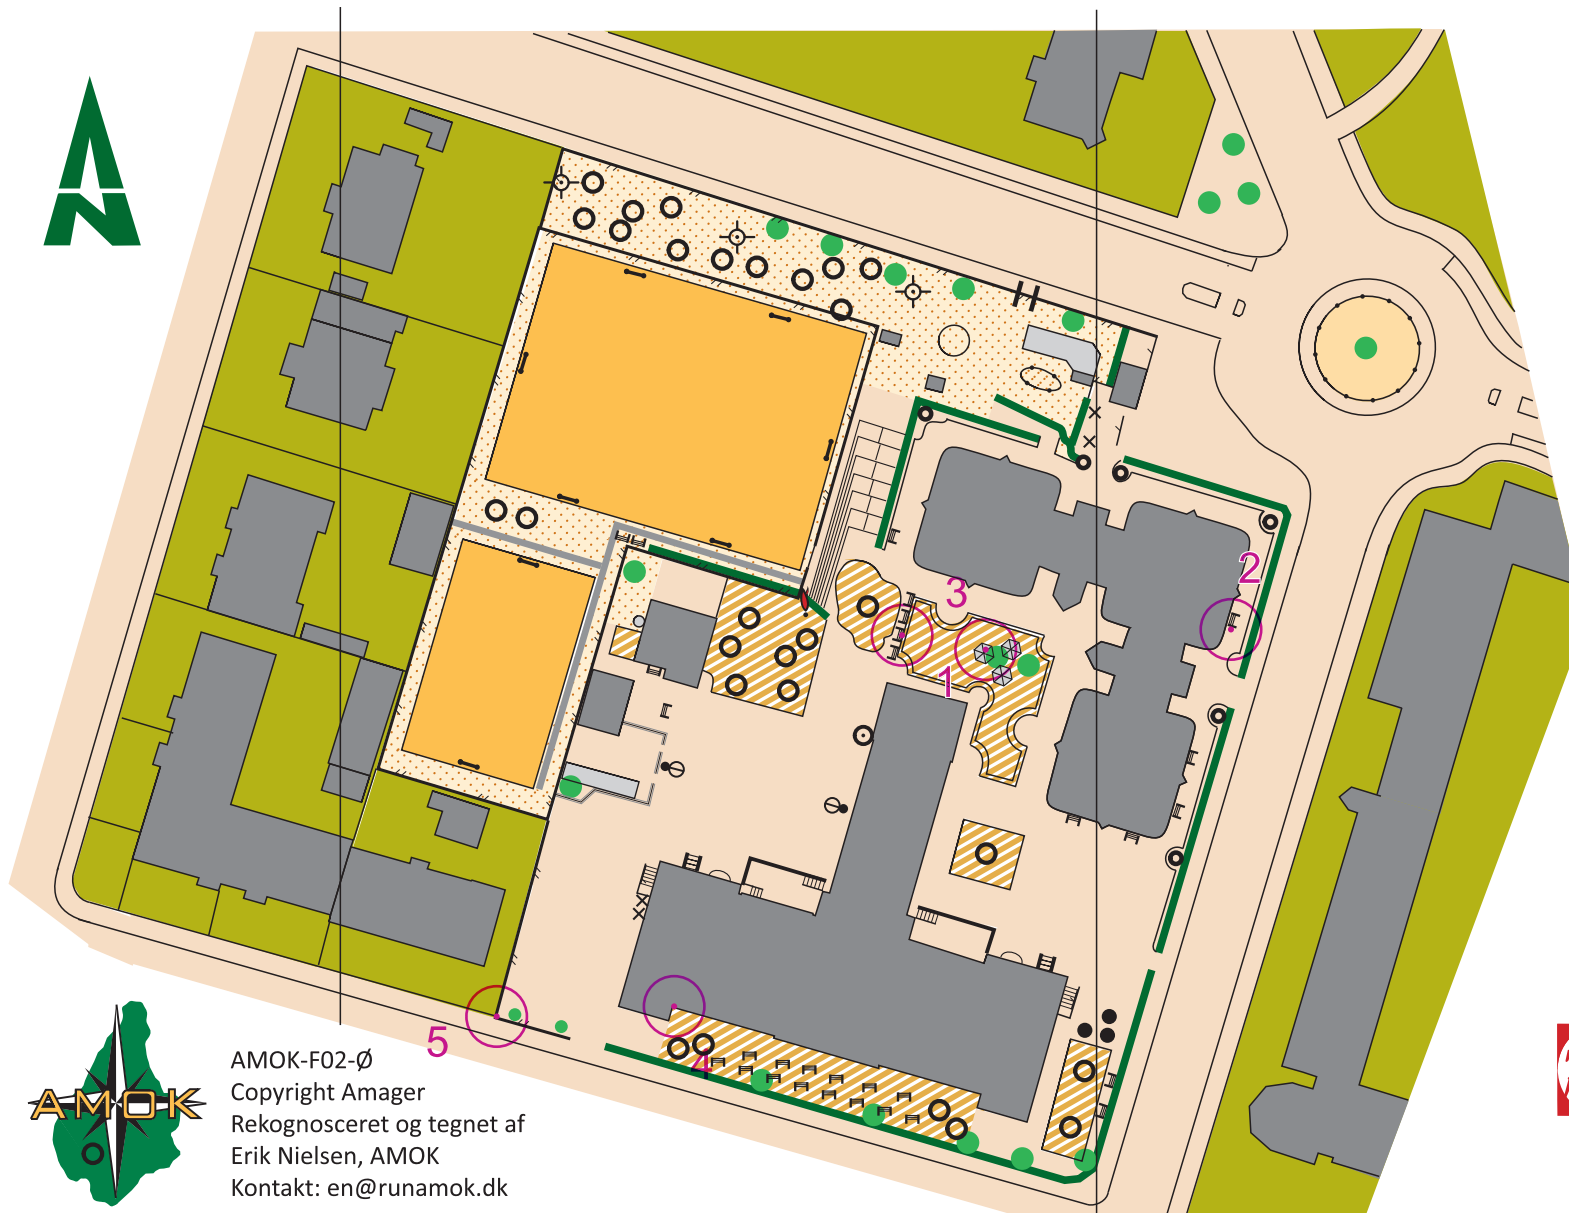 2
3
1
5
4
AMOK
AMOK-F02-Ø
Copyright Amager
Rekognosceret og tegnet af
Erik Nielsen, AMOK
Kontakt: en@runamok.dk